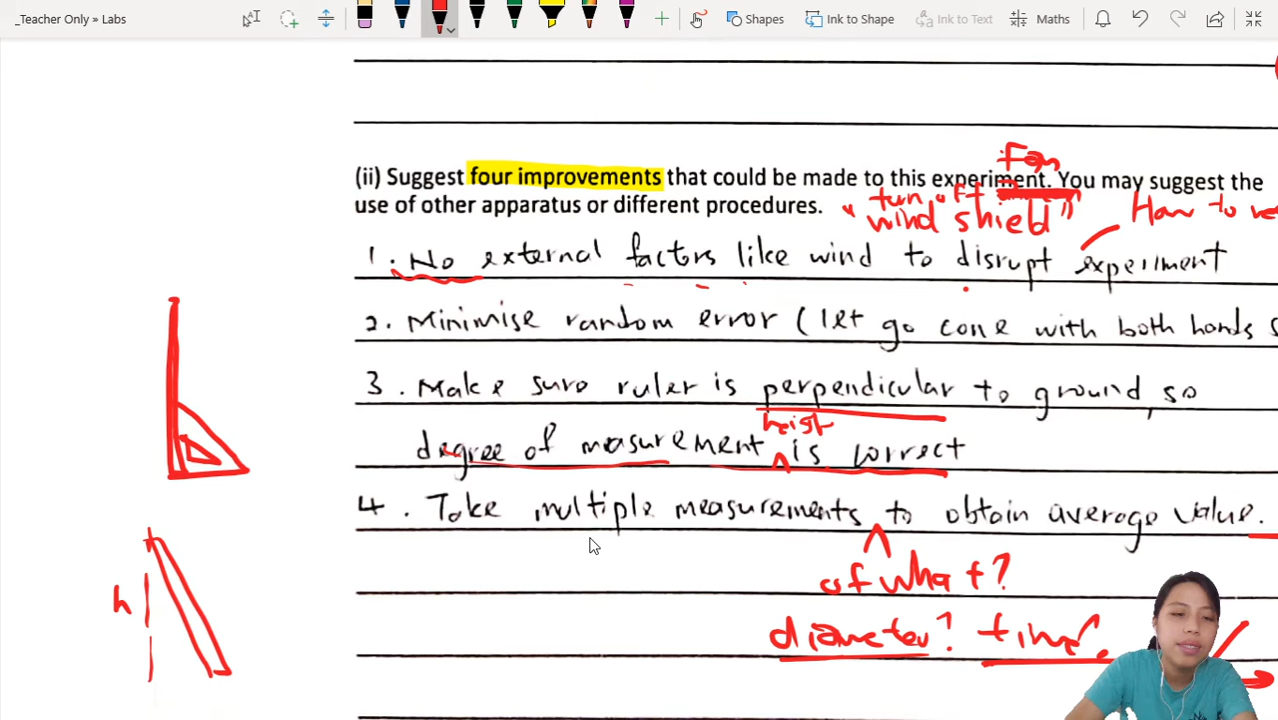 _Teacher Only » Labs
Shapes
Ink to Shape
Ink to Text
Maths
(ii) Suggest four improvements that could be made to this experiment. You may suggest the
use of other apparatus or different procedures.
Fan
"turn off
wind shield"
How to
1. No external factors like wind to disrupt experiment
2. Minimise random error (let go cone with both hands s
3. Make sure ruler is perpendicular to ground, so
heigt
degree of measurement is correct
4. Take multiple measurements to obtain average value.
of what?
diameter? time?
h